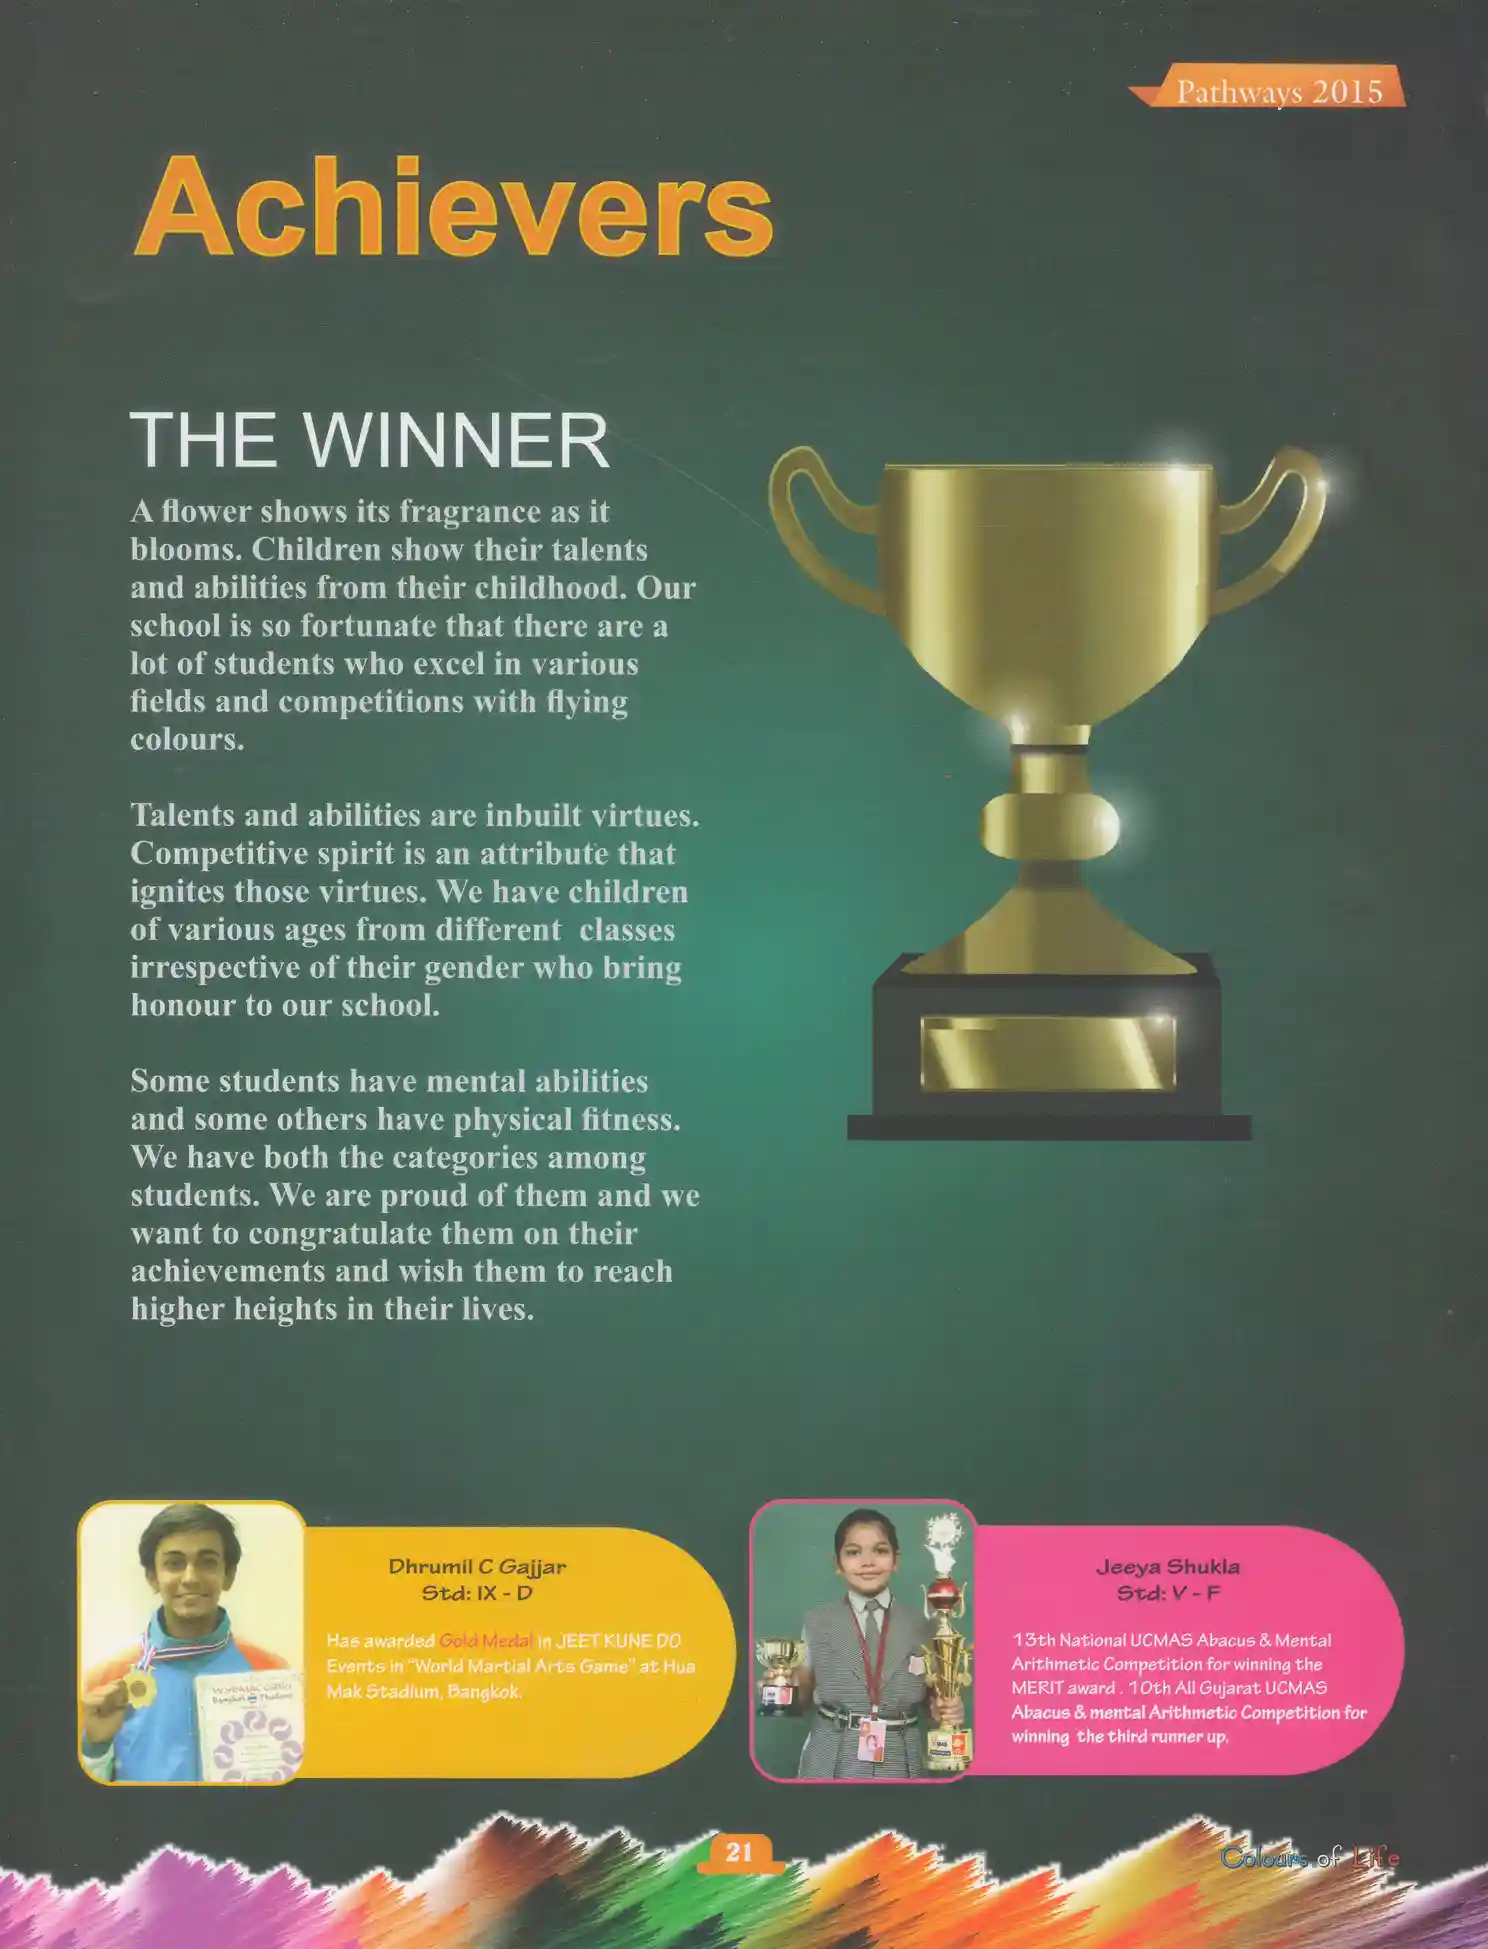 Pathways 2015
Achievers
THE WINNER
A flower shows its fragrance as it
blooms. Children show their talents
and abilities from their childhood. Our
school is so fortunate that there are a
lot of students who excel in various
fields and competitions with flying
colours.
Talents and abilities are inbuilt virtues.
Competitive spirit is an attribute that
ignites those virtues. We have children
of various ages from different classes
irrespective of their gender who bring
honour to our school.
Some students have mental abilities
and some others have physical fitness.
We have both the categories among
students. We are proud of them and we
want to congratulate them on their
achievements and wish them to reach
higher heights in their lives.
Dhrumil C Gajjar
Std: IX - D
Has awarded Gold Medal in JEET KUNE DO
Events in "World Martial Arts Game" at Hua
Mak Stadium, Bangkok.
Bangkok Thailand
Jeeya Shukla
Std: V - F
13th National UCMAS Abacus & Mental
Arithmetic Competition for winning the
MERIT award . 10th All Gujarat UCMAS
Abacus & mental Arithmetic Competition for
winning the third runner up.
21
Colours of Life